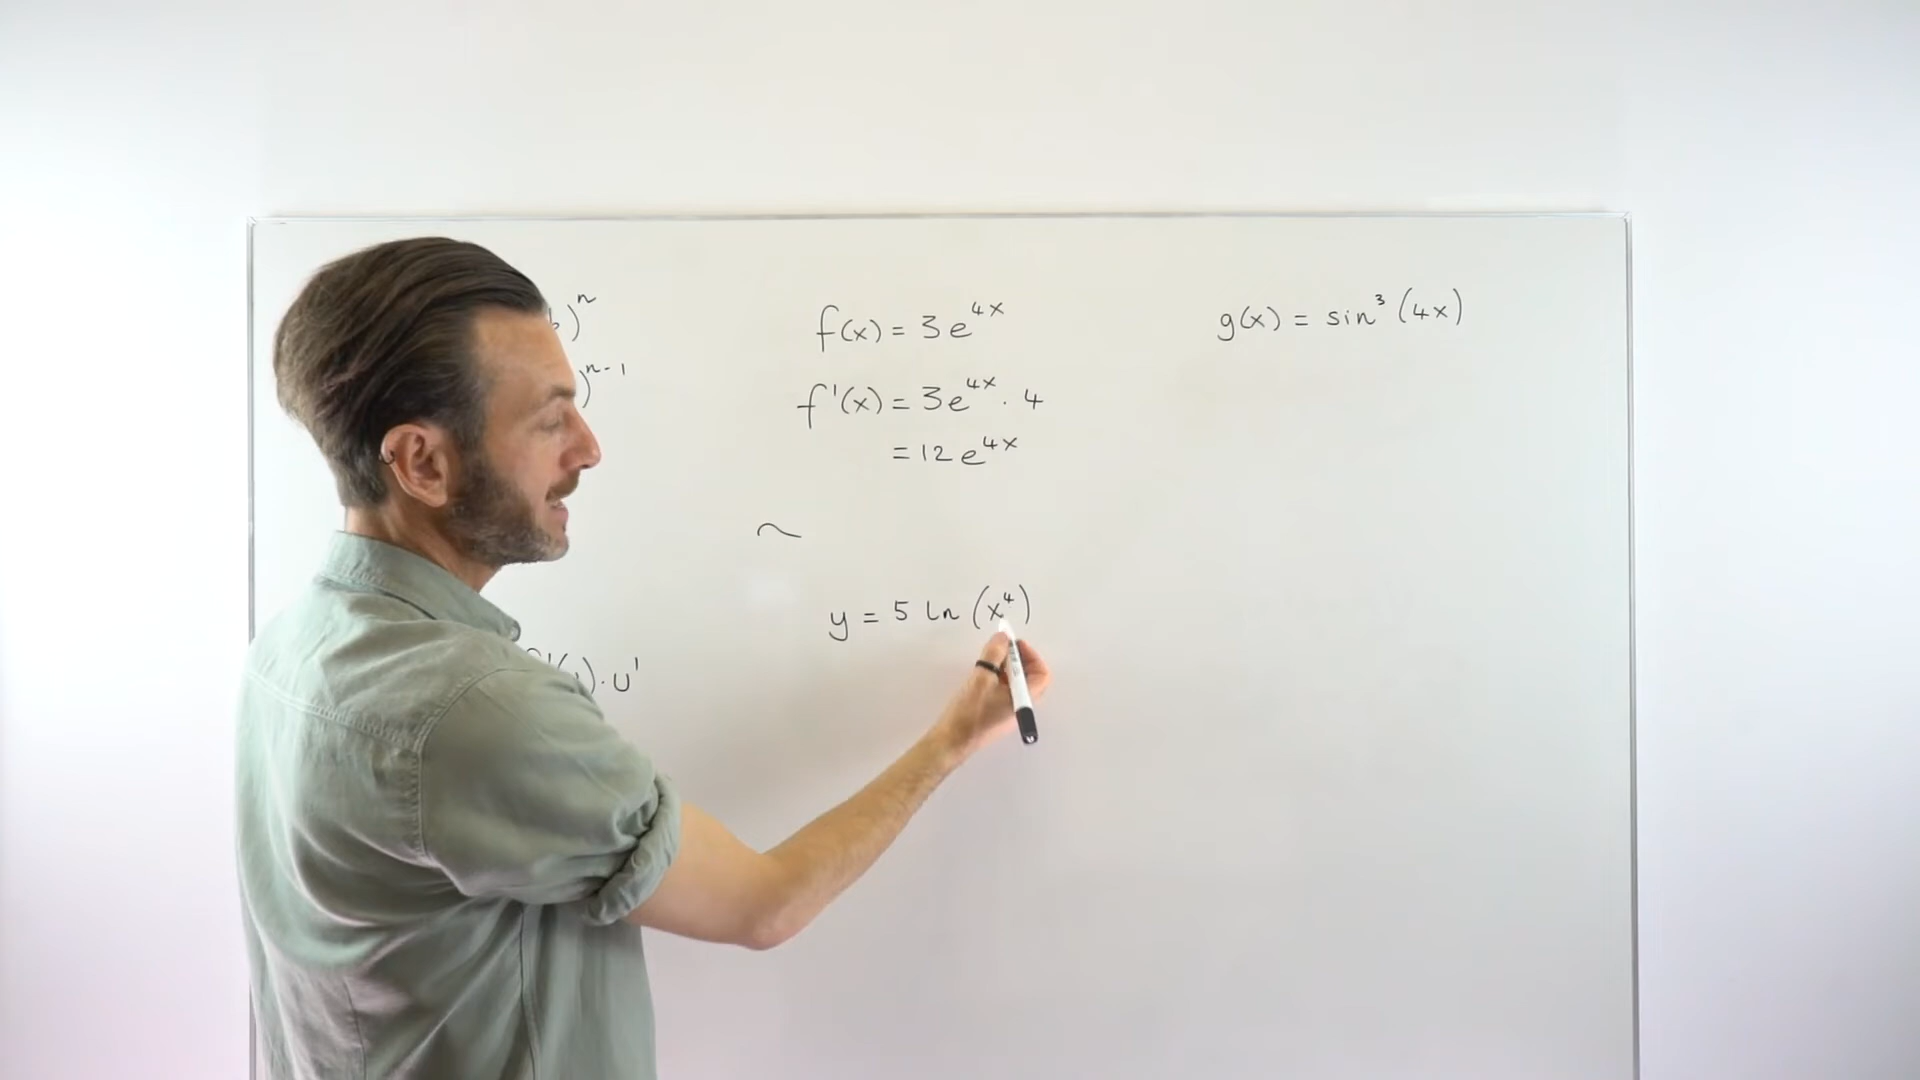 )ⁿ
)ⁿ⁻¹
) · u'
f(x) = 3e⁴ˣ
f'(x) = 3e⁴ˣ · 4
= 12e⁴ˣ
y = 5 ln (x⁴)
g(x) = sin³ (4x)